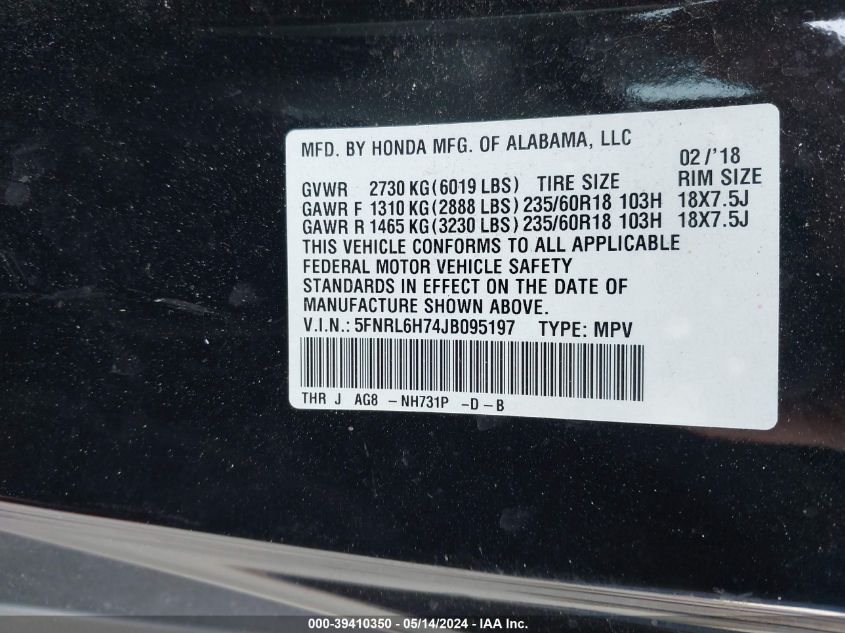 MFD. BY HONDA MFG. OF ALABAMA, LLC
02/'18
GVWR 2730 KG(6019 LBS) TIRE SIZE RIM SIZE
GAWR F 1310 KG(2888 LBS) 235/60R18 103H 18X7.5J
GAWR R 1465 KG(3230 LBS) 235/60R18 103H 18X7.5J
THIS VEHICLE CONFORMS TO ALL APPLICABLE
FEDERAL MOTOR VEHICLE SAFETY
STANDARDS IN EFFECT ON THE DATE OF
MANUFACTURE SHOWN ABOVE.
V.I.N.: 5FNRL6H74JB095197 TYPE: MPV
THR J AG8 – NH731P –D–B
000-39410350 - 05/14/2024 - IAA Inc.